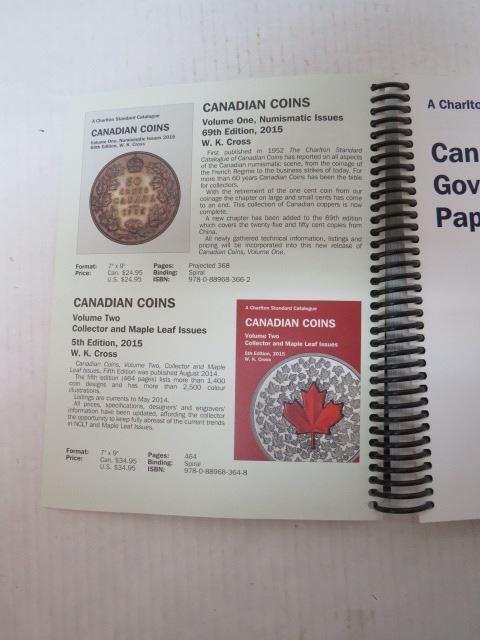 A Charlton Standard Catalogue
CANADIAN COINS
Volume One, Numismatic Issues 2015
69th Edition, W. K. Cross
50
CENTS
CANADA
CANADIAN COINS
Volume One, Numismatic Issues
69th Edition, 2015
W. K. Cross
First published in 1952 The Charlton Standard
Catalogue of Canadian Coins has reported on all aspects
of the Canadian numismatic scene, from the coinage of
the French Regime to the business strikes of today. For
more than 60 years Canadian Coins has been the bible
for collectors.
With the retirement of the one cent coin from our
coinage the chapter on large and small cents has come
to an end. This collection of Canadian coppers is now
complete.
A new chapter has been added to the 69th edition
which covers the twenty-five and fifty cent copies from
China.
All newly gathered technical information, listings and
pricing will be incorporated into this new release of
Canadian Coins, Volume One.
Format: 7" x 9" Pages: Projected 368
Price: Can. $24.95 Binding: Spiral
U.S. $24.95 ISBN: 978-0-88968-366-2
CANADIAN COINS
Volume Two
Collector and Maple Leaf Issues
5th Edition, 2015
W. K. Cross
Canadian Coins, Volume Two, Collector and Maple
Leaf Issues, Fifth Edition was published August 2014.
The fifth edition (464 pages) lists more than 1,400
coin designs and has more than 2,500 colour
illustrations.
Listings are currents to May 2014.
All prices, specifications, designers' and engravers'
information have been updated, affording the collector
the opportunity to keep fully abreast of the current trends
in NCLT and Maple Leaf Issues.
Format: 7" x 9" Pages: 464
Price: Can. $34.95 Binding: Spiral
U.S. $34.95 ISBN: 978-0-88968-364-8
A Charlton Standard Catalogue
CANADIAN COINS
Volume Two
Collector and Maple Leaf Issues
5th Edition, 2015
W. K. Cross
A Charlto
Can
Gov
Pap